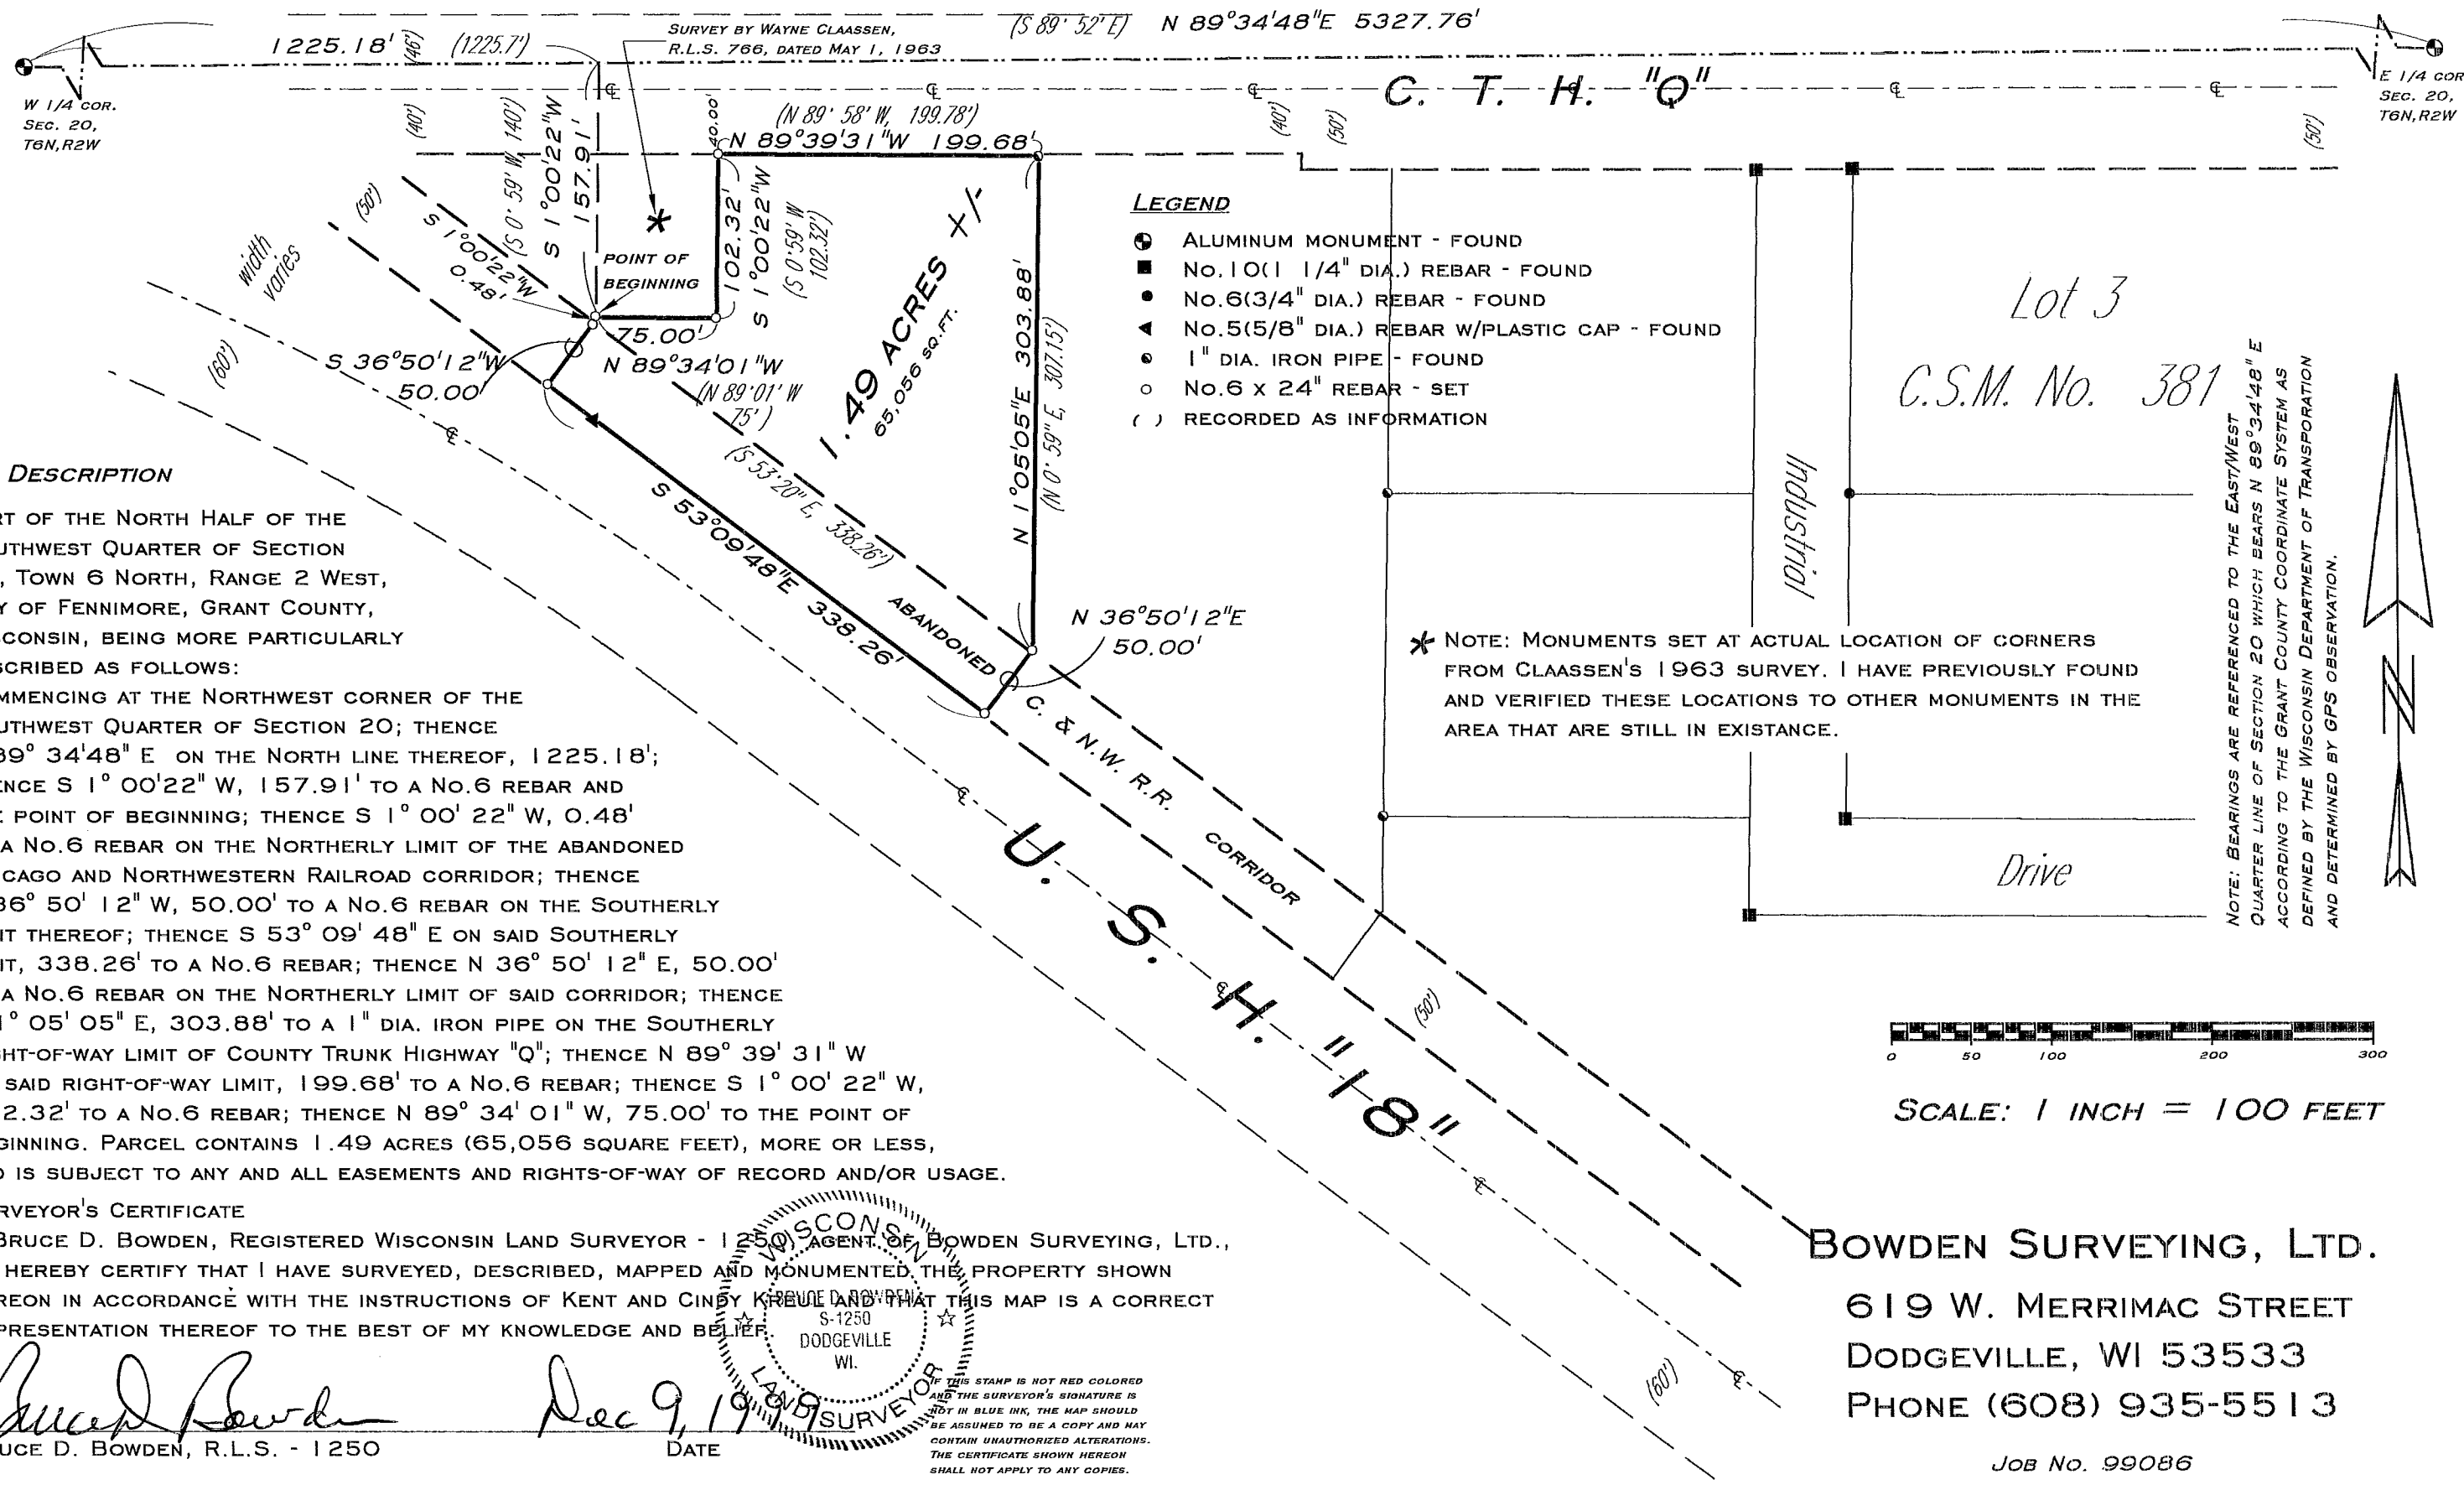 (S 89° 52' E) N 89°34'48"E 5327.76'
1225.18' (46') (1225.7')
SURVEY BY WAYNE CLAASSEN,
R.L.S. 766, DATED MAY 1, 1963
W 1/4 COR.
SEC. 20,
T6N,R2W
E 1/4 COR
SEC. 20,
T6N,R2W
C. T. H. "Q"
(40')
(S 0° 59' W, 140')
S 1°00'22"W
157.91'
40.00'
(N 89° 58' W, 199.78')
N 89°39'31"W 199.68'
(40')
(50')
(50')
(50')
width
varies
(60')
S 1°00'22"W
0.48'
*
POINT OF
BEGINNING
102.32'
S 1°00'22"W
(S 0°59' W
102.32')
75.00'
N 89°34'01"W
(N 89°01' W
75')
S 36°50'12"W
50.00'
1.49 ACRES +/-
65,056 SQ.FT.
N 1°05'05"E 303.88'
(N 0° 59" E, 307.15')
(S 53°20" E, 338.26')
S 53°09'48"E 338.26'
N 36°50'12"E
50.00'
ABANDONED
C. & N.W. R.R.
CORRIDOR
U. S. H. "18"
(50')
(60')
LEGEND
ALUMINUM MONUMENT - FOUND
No.10(1 1/4" DIA.) REBAR - FOUND
No.6(3/4" DIA.) REBAR - FOUND
No.5(5/8" DIA.) REBAR W/PLASTIC CAP - FOUND
1" DIA. IRON PIPE - FOUND
No.6 x 24" REBAR - SET
( ) RECORDED AS INFORMATION
Lot 3
C.S.M. No. 381
Industrial
Drive
* NOTE: MONUMENTS SET AT ACTUAL LOCATION OF CORNERS
FROM CLAASSEN'S 1963 SURVEY. I HAVE PREVIOUSLY FOUND
AND VERIFIED THESE LOCATIONS TO OTHER MONUMENTS IN THE
AREA THAT ARE STILL IN EXISTANCE.
NOTE: BEARINGS ARE REFERENCED TO THE EAST/WEST
QUARTER LINE OF SECTION 20 WHICH BEARS N 89°34'48" E
ACCORDING TO THE GRANT COUNTY COORDINATE SYSTEM AS
DEFINED BY THE WISCONSIN DEPARTMENT OF TRANSPORATION
AND DETERMINED BY GPS OBSERVATION.
N
DESCRIPTION
RT OF THE NORTH HALF OF THE
UTHWEST QUARTER OF SECTION
, TOWN 6 NORTH, RANGE 2 WEST,
Y OF FENNIMORE, GRANT COUNTY,
SCONSIN, BEING MORE PARTICULARLY
SCRIBED AS FOLLOWS:
MMENCING AT THE NORTHWEST CORNER OF THE
UTHWEST QUARTER OF SECTION 20; THENCE
89° 34'48" E ON THE NORTH LINE THEREOF, 1225.18';
ENCE S 1° 00'22" W, 157.91' TO A No.6 REBAR AND
E POINT OF BEGINNING; THENCE S 1° 00' 22" W, 0.48'
A No.6 REBAR ON THE NORTHERLY LIMIT OF THE ABANDONED
ICAGO AND NORTHWESTERN RAILROAD CORRIDOR; THENCE
36° 50' 12" W, 50.00' TO A No.6 REBAR ON THE SOUTHERLY
IT THEREOF; THENCE S 53° 09' 48" E ON SAID SOUTHERLY
IT, 338.26' TO A No.6 REBAR; THENCE N 36° 50' 12" E, 50.00'
A No.6 REBAR ON THE NORTHERLY LIMIT OF SAID CORRIDOR; THENCE
1° 05' 05" E, 303.88' TO A 1" DIA. IRON PIPE ON THE SOUTHERLY
GHT-OF-WAY LIMIT OF COUNTY TRUNK HIGHWAY "Q"; THENCE N 89° 39' 31" W
SAID RIGHT-OF-WAY LIMIT, 199.68' TO A No.6 REBAR; THENCE S 1° 00' 22" W,
2.32' TO A No.6 REBAR; THENCE N 89° 34' 01" W, 75.00' TO THE POINT OF
GINNING. PARCEL CONTAINS 1.49 ACRES (65,056 SQUARE FEET), MORE OR LESS,
D IS SUBJECT TO ANY AND ALL EASEMENTS AND RIGHTS-OF-WAY OF RECORD AND/OR USAGE.
RVEYOR'S CERTIFICATE
BRUCE D. BOWDEN, REGISTERED WISCONSIN LAND SURVEYOR - 1250, AGENT OF BOWDEN SURVEYING, LTD.,
HEREBY CERTIFY THAT I HAVE SURVEYED, DESCRIBED, MAPPED AND MONUMENTED THE PROPERTY SHOWN
REON IN ACCORDANCE WITH THE INSTRUCTIONS OF KENT AND CINDY KREUL AND THAT THIS MAP IS A CORRECT
PRESENTATION THEREOF TO THE BEST OF MY KNOWLEDGE AND BELIEF.
WISCONSIN
BRUCE D. BOWDEN
S-1250
DODGEVILLE
WI.
LAND SURVEYOR
Bruce D Bowden
Dec 9, 1999
UCE D. BOWDEN, R.L.S. - 1250
DATE
IF THIS STAMP IS NOT RED COLORED
AND THE SURVEYOR'S SIGNATURE IS
NOT IN BLUE INK, THE MAP SHOULD
BE ASSUMED TO BE A COPY AND MAY
CONTAIN UNAUTHORIZED ALTERATIONS.
THE CERTIFICATE SHOWN HEREON
SHALL NOT APPLY TO ANY COPIES.
0 50 100 200 300
SCALE: 1 INCH = 100 FEET
BOWDEN SURVEYING, LTD.
619 W. MERRIMAC STREET
DODGEVILLE, WI 53533
PHONE (608) 935-5513
JOB No. 99086